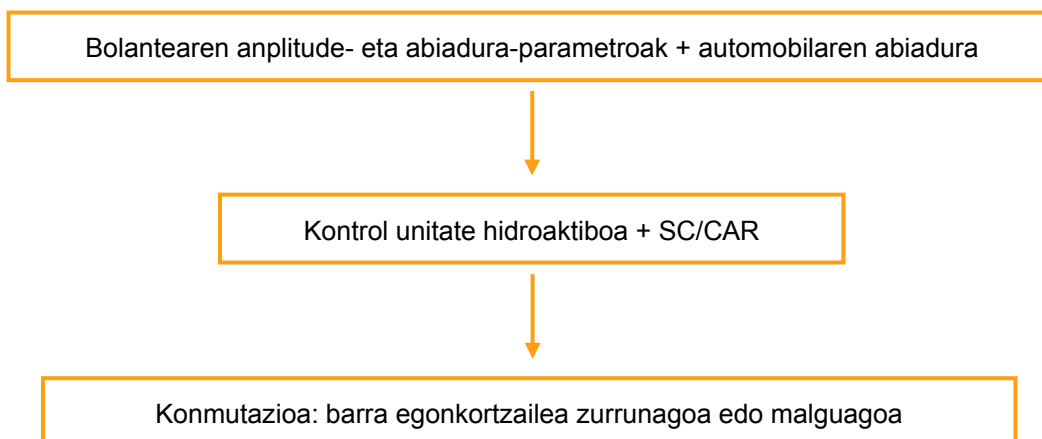 Bolantearen anplitude- eta abiadura-parametroak + automobilaren abiadura
Kontrol unitate hidroaktiboa + SC/CAR
Konmutazioa: barra egonkortzailea zurrunagoa edo malguagoa